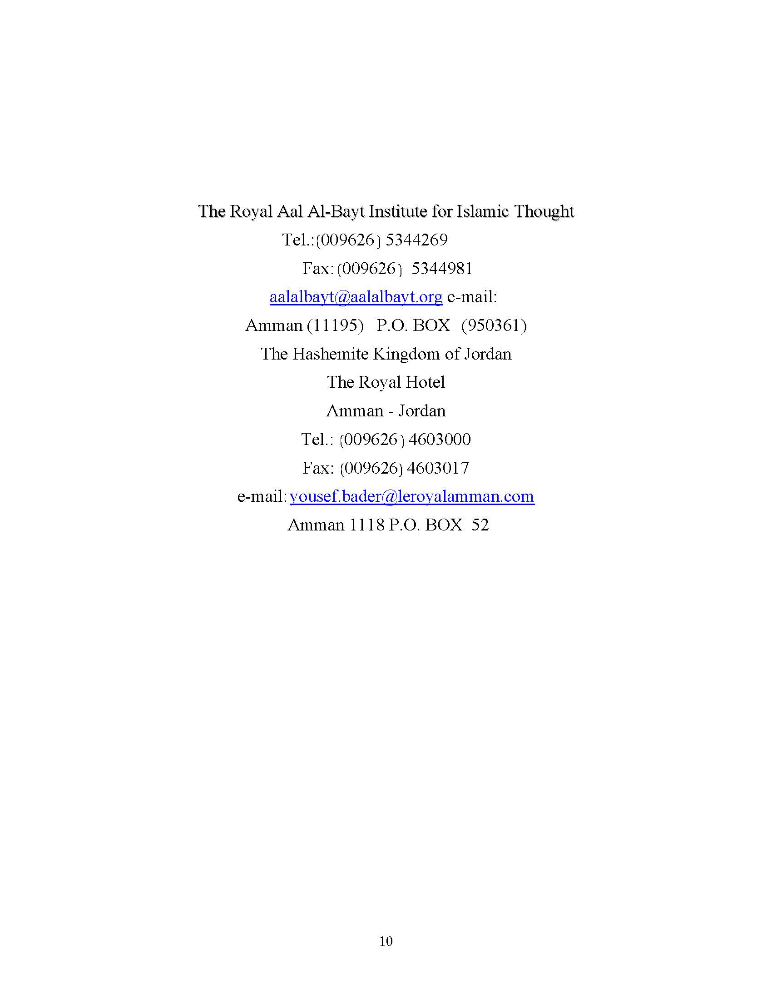 The Royal Aal Al-Bayt Institute for Islamic Thought
Tel.:(009626) 5344269
Fax: (009626) 5344981
aalalbayt@aalalbayt.org e-mail:
Amman (11195) P.O. BOX (950361)
The Hashemite Kingdom of Jordan
The Royal Hotel
Amman - Jordan
Tel.: (009626) 4603000
Fax: (009626) 4603017
e-mail: yousef.bader@leroyalamman.com
Amman 1118 P.O. BOX 52
10